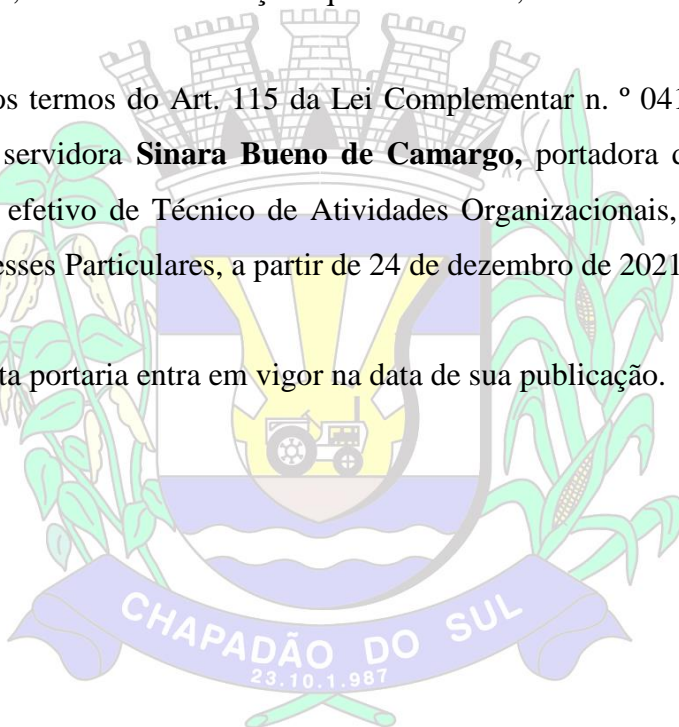 os termos do Art. 115 da Lei Complementar n. º 041
servidora Sinara Bueno de Camargo, portadora
efetivo de Técnico de Atividades Organizacionais,
esses Particulares, a partir de 24 de dezembro de 2021
ta portaria entra em vigor na data de sua publicação.
CHAPADÃO DO SUL
23.10.1.987